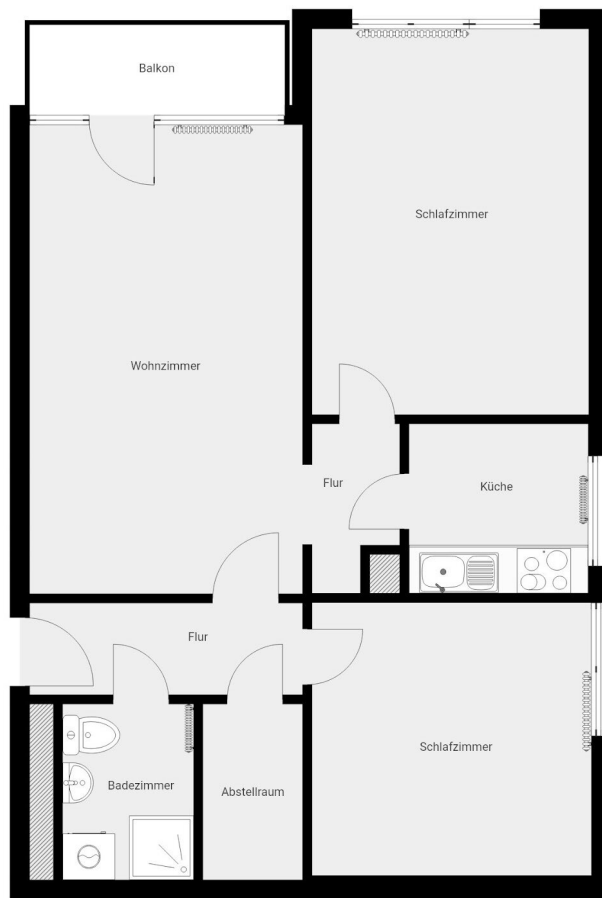 Balkon
Schlafzimmer
Wohnzimmer
Flur
Küche
Flur
Schlafzimmer
Badezimmer
Abstellraum